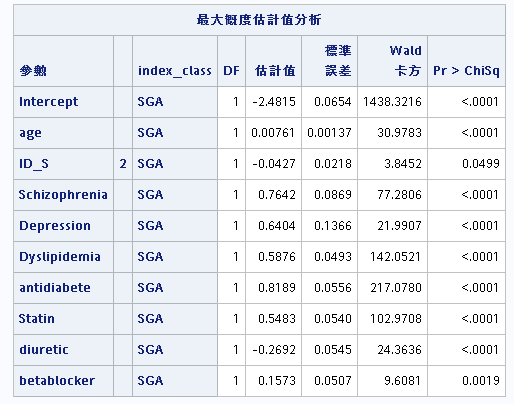 最大概度估計值分析
參數 index_class DF 估計值 標準誤差 Wald 卡方 Pr > ChiSq
Intercept SGA 1 -2.4815 0.0654 1438.3216 <.0001
age SGA 1 0.00761 0.00137 30.9783 <.0001
ID_S 2 SGA 1 -0.0427 0.0218 3.8452 0.0499
Schizophrenia SGA 1 0.7642 0.0869 77.2806 <.0001
Depression SGA 1 0.6404 0.1366 21.9907 <.0001
Dyslipidemia SGA 1 0.5876 0.0493 142.0521 <.0001
antidiabete SGA 1 0.8189 0.0556 217.0780 <.0001
Statin SGA 1 0.5483 0.0540 102.9708 <.0001
diuretic SGA 1 -0.2692 0.0545 24.3636 <.0001
betablocker SGA 1 0.1573 0.0507 9.6081 0.0019